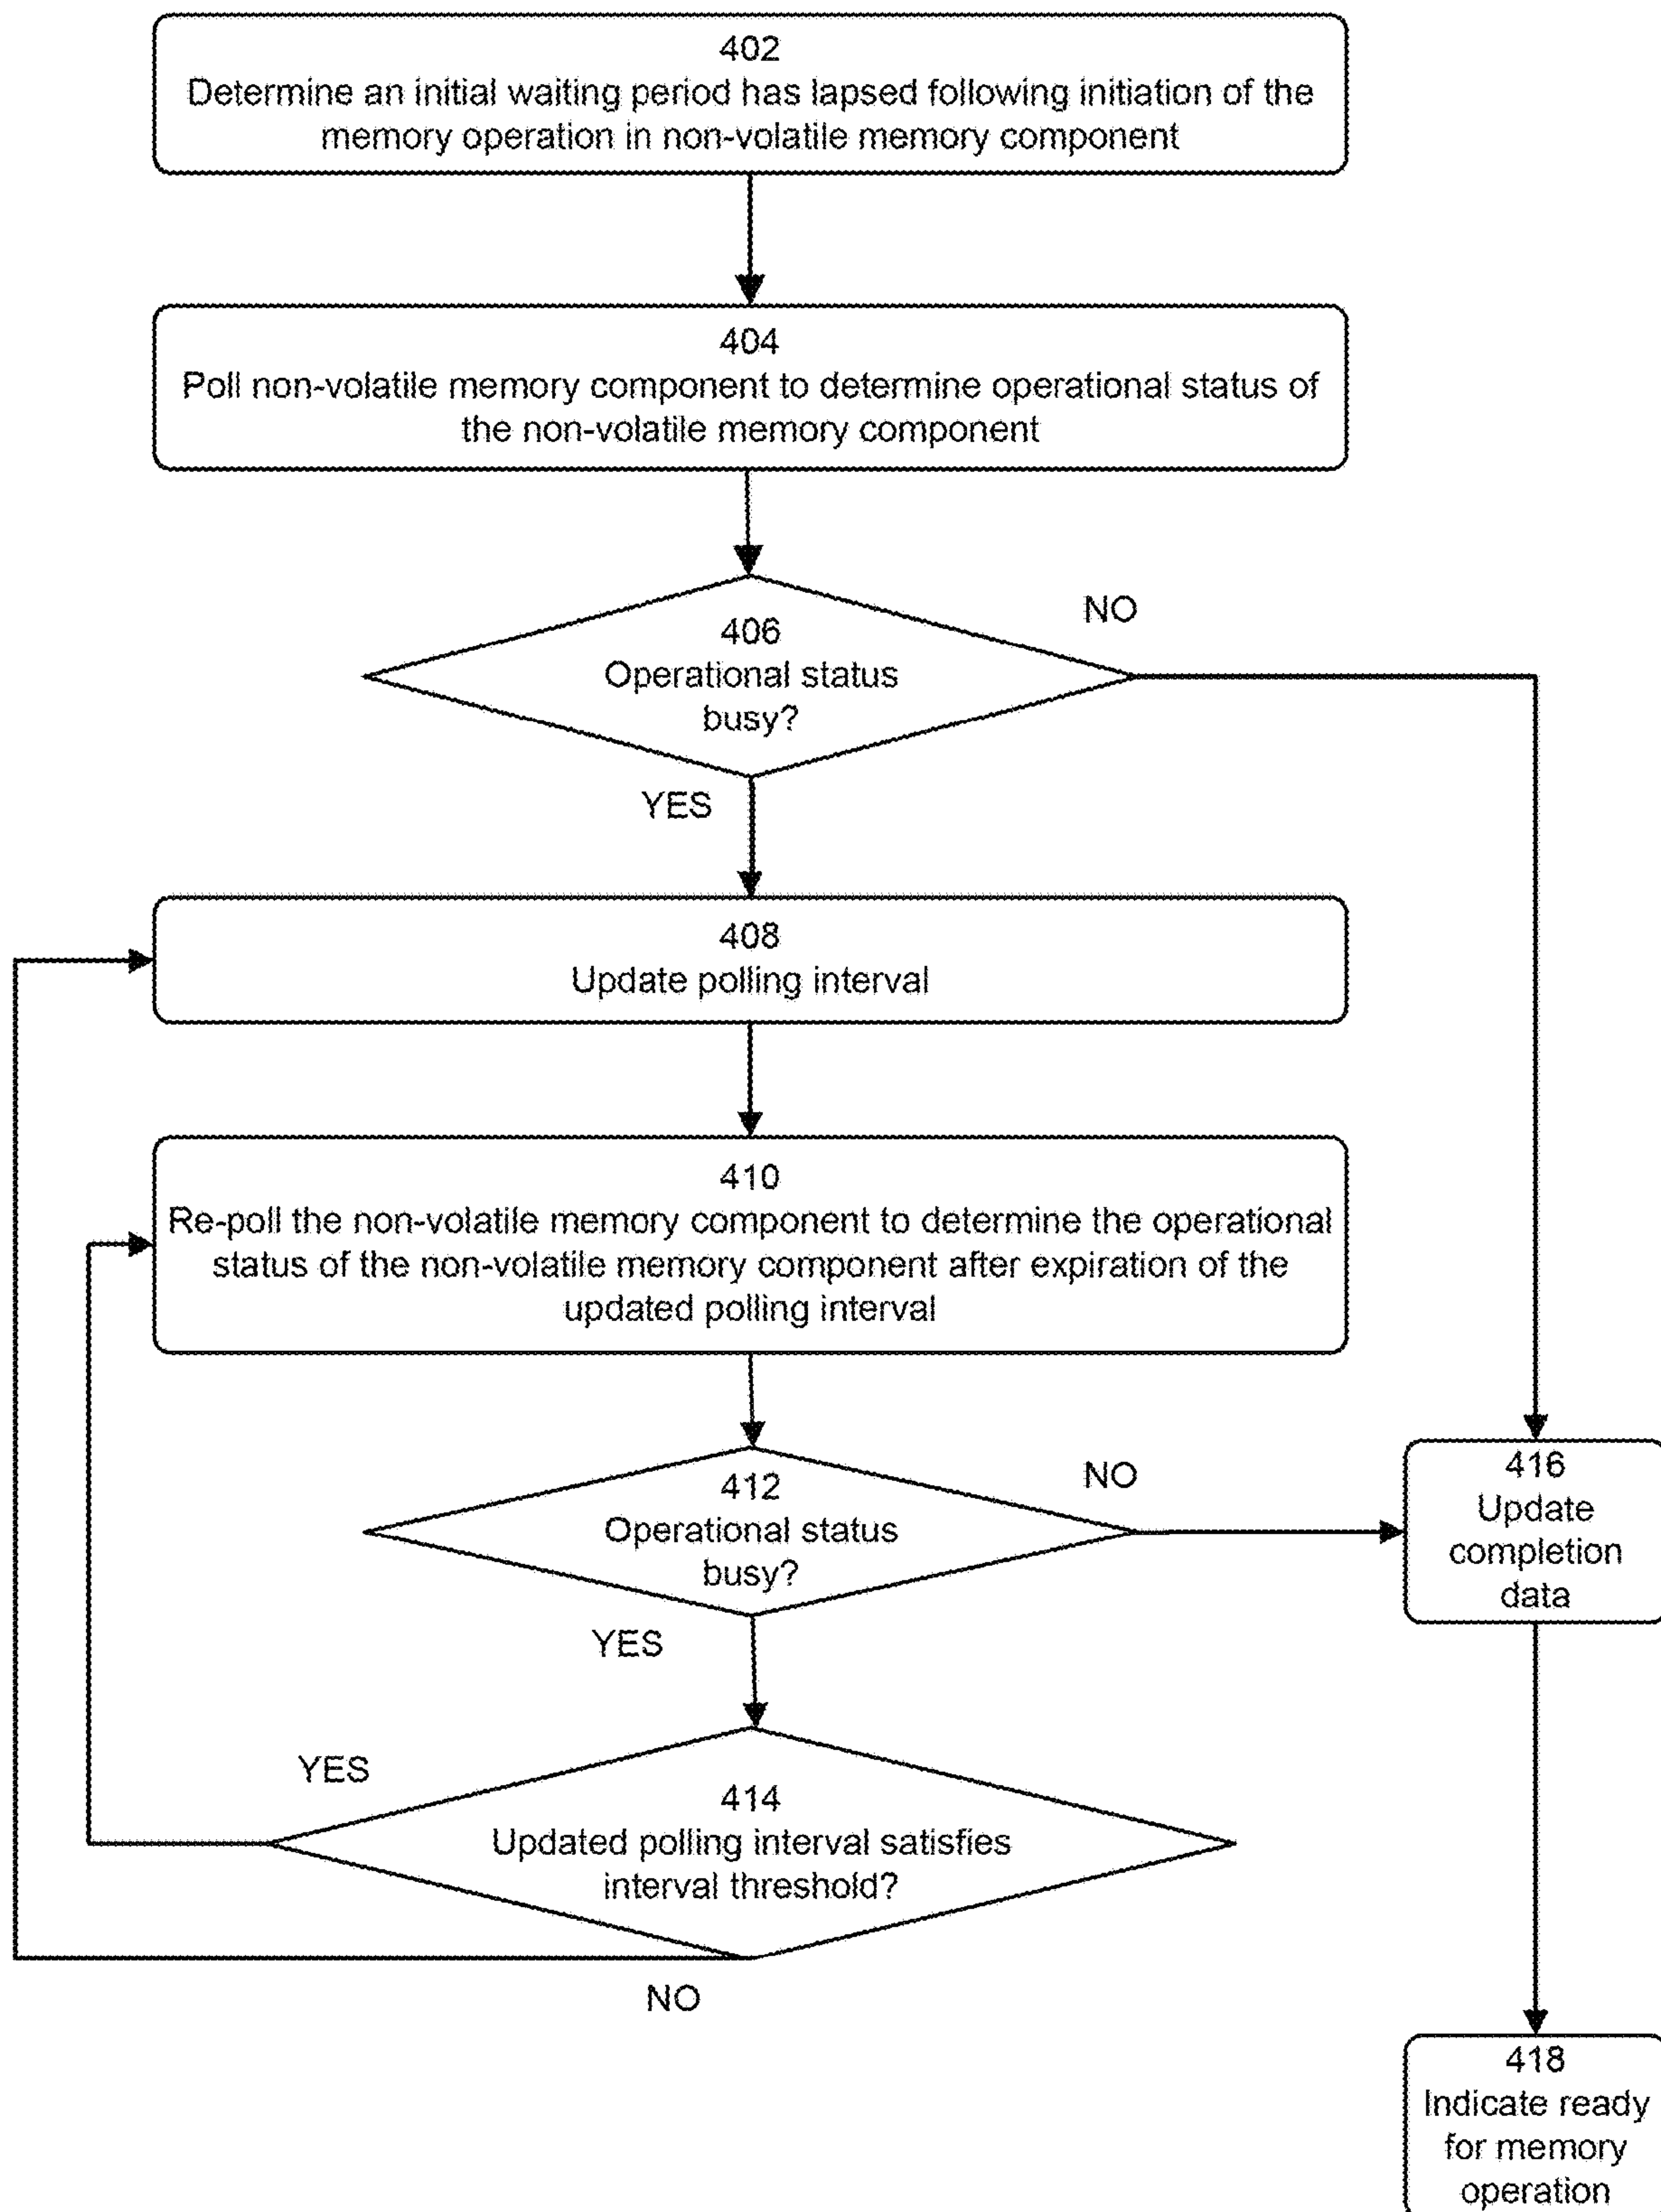 402
Determine an initial waiting period has lapsed following initiation of the
memory operation in non-volatile memory component
404
Poll non-volatile memory component to determine operational status of
the non-volatile memory component
NO
406
Operational status
busy?
YES
408
Update polling interval
410
Re-poll the non-volatile memory component to determine the operational
status of the non-volatile memory component after expiration of the
updated polling interval
412
Operational status
busy?
NO
416
Update
completion
data
YES
YES
414
Updated polling interval satisfies
interval threshold?
NO
418
Indicate ready
for memory
operation